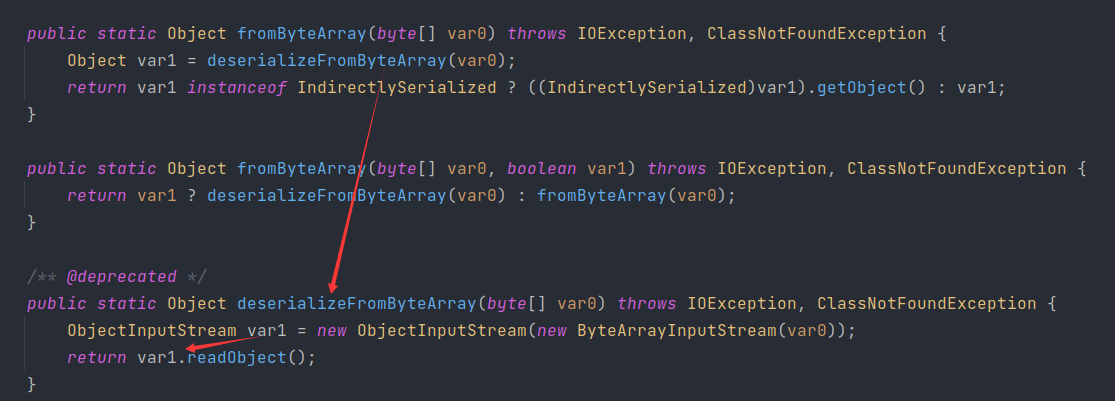 public static Object fromByteArray(byte[] var0) throws IOException, ClassNotFoundException {
Object var1 = deserializeFromByteArray(var0);
return var1 instanceof IndirectlySerialized ? ((IndirectlySerialized)var1).getObject() : var1;
}
public static Object fromByteArray(byte[] var0, boolean var1) throws IOException, ClassNotFoundException {
return var1 ? deserializeFromByteArray(var0) : fromByteArray(var0);
}
/** @deprecated */
public static Object deserializeFromByteArray(byte[] var0) throws IOException, ClassNotFoundException {
ObjectInputStream var1 = new ObjectInputStream(new ByteArrayInputStream(var0));
return var1.readObject();
}